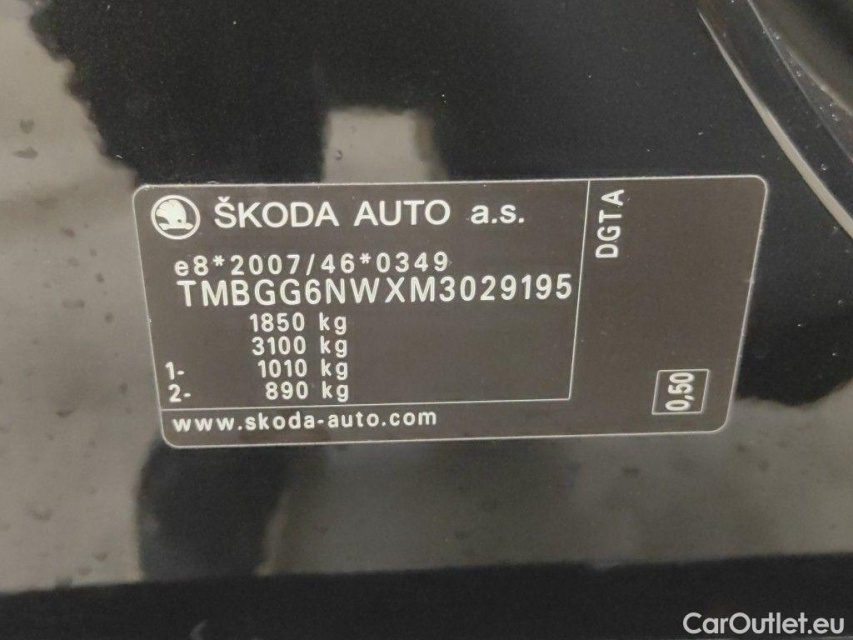 ŠKODA AUTO a.s.
e8*2007/46*0349
TMBGG6NWXM3029195
1850 kg
3100 kg
1- 1010 kg
2- 890 kg
www.skoda-auto.com
DGTA
0,50
CarOutlet.eu